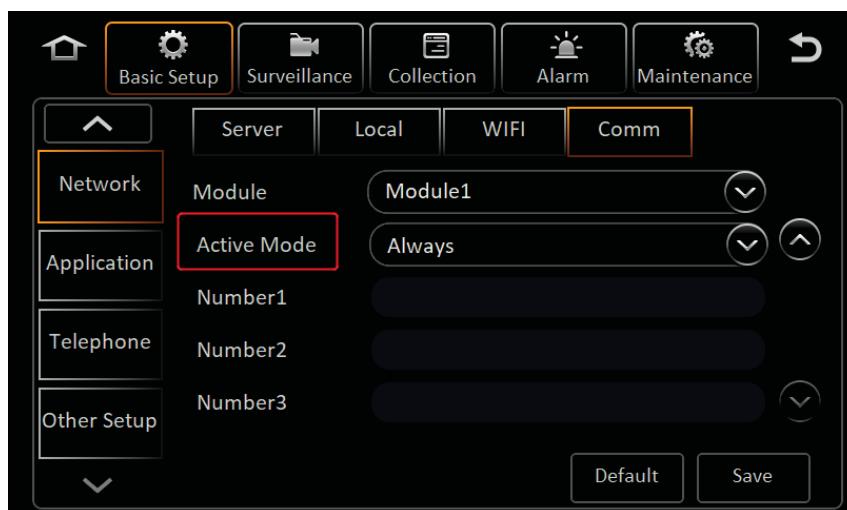 Basic Setup
Surveillance
Collection
Alarm
Maintenance
Server
Local
WIFI
Comm
Network
Application
Telephone
Other Setup
Module
Module1
Active Mode
Always
Number1
Number2
Number3
Default
Save